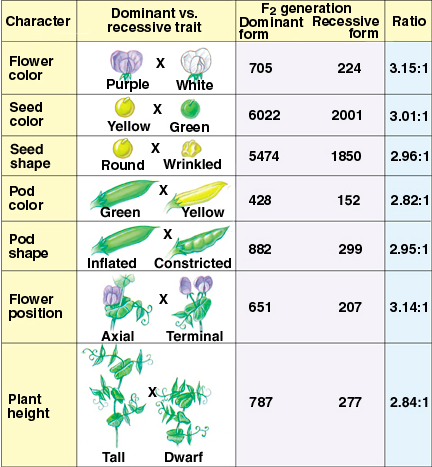 Character Dominant vs. recessive trait F2 generation Dominant form Recessive form Ratio
Flower color Purple X White 705 224 3.15:1
Seed color Yellow X Green 6022 2001 3.01:1
Seed shape Round X Wrinkled 5474 1850 2.96:1
Pod color Green X Yellow 428 152 2.82:1
Pod shape Inflated X Constricted 882 299 2.95:1
Flower position Axial X Terminal 651 207 3.14:1
Plant height Tall X Dwarf 787 277 2.84:1